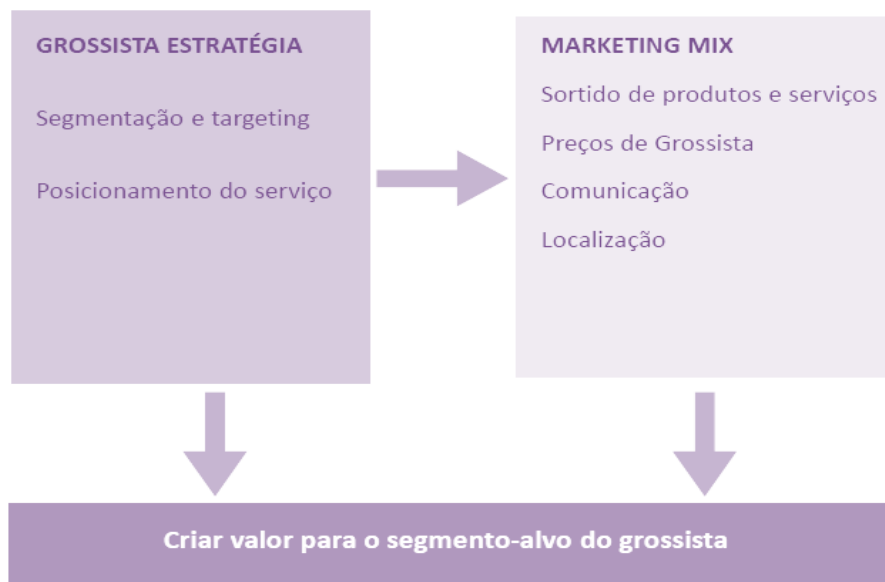 GROSSISTA ESTRATÉGIA
Segmentação e targeting
Posicionamento do serviço
MARKETING MIX
Sortido de produtos e serviços
Preços de Grossista
Comunicação
Localização
Criar valor para o segmento-alvo do grossista